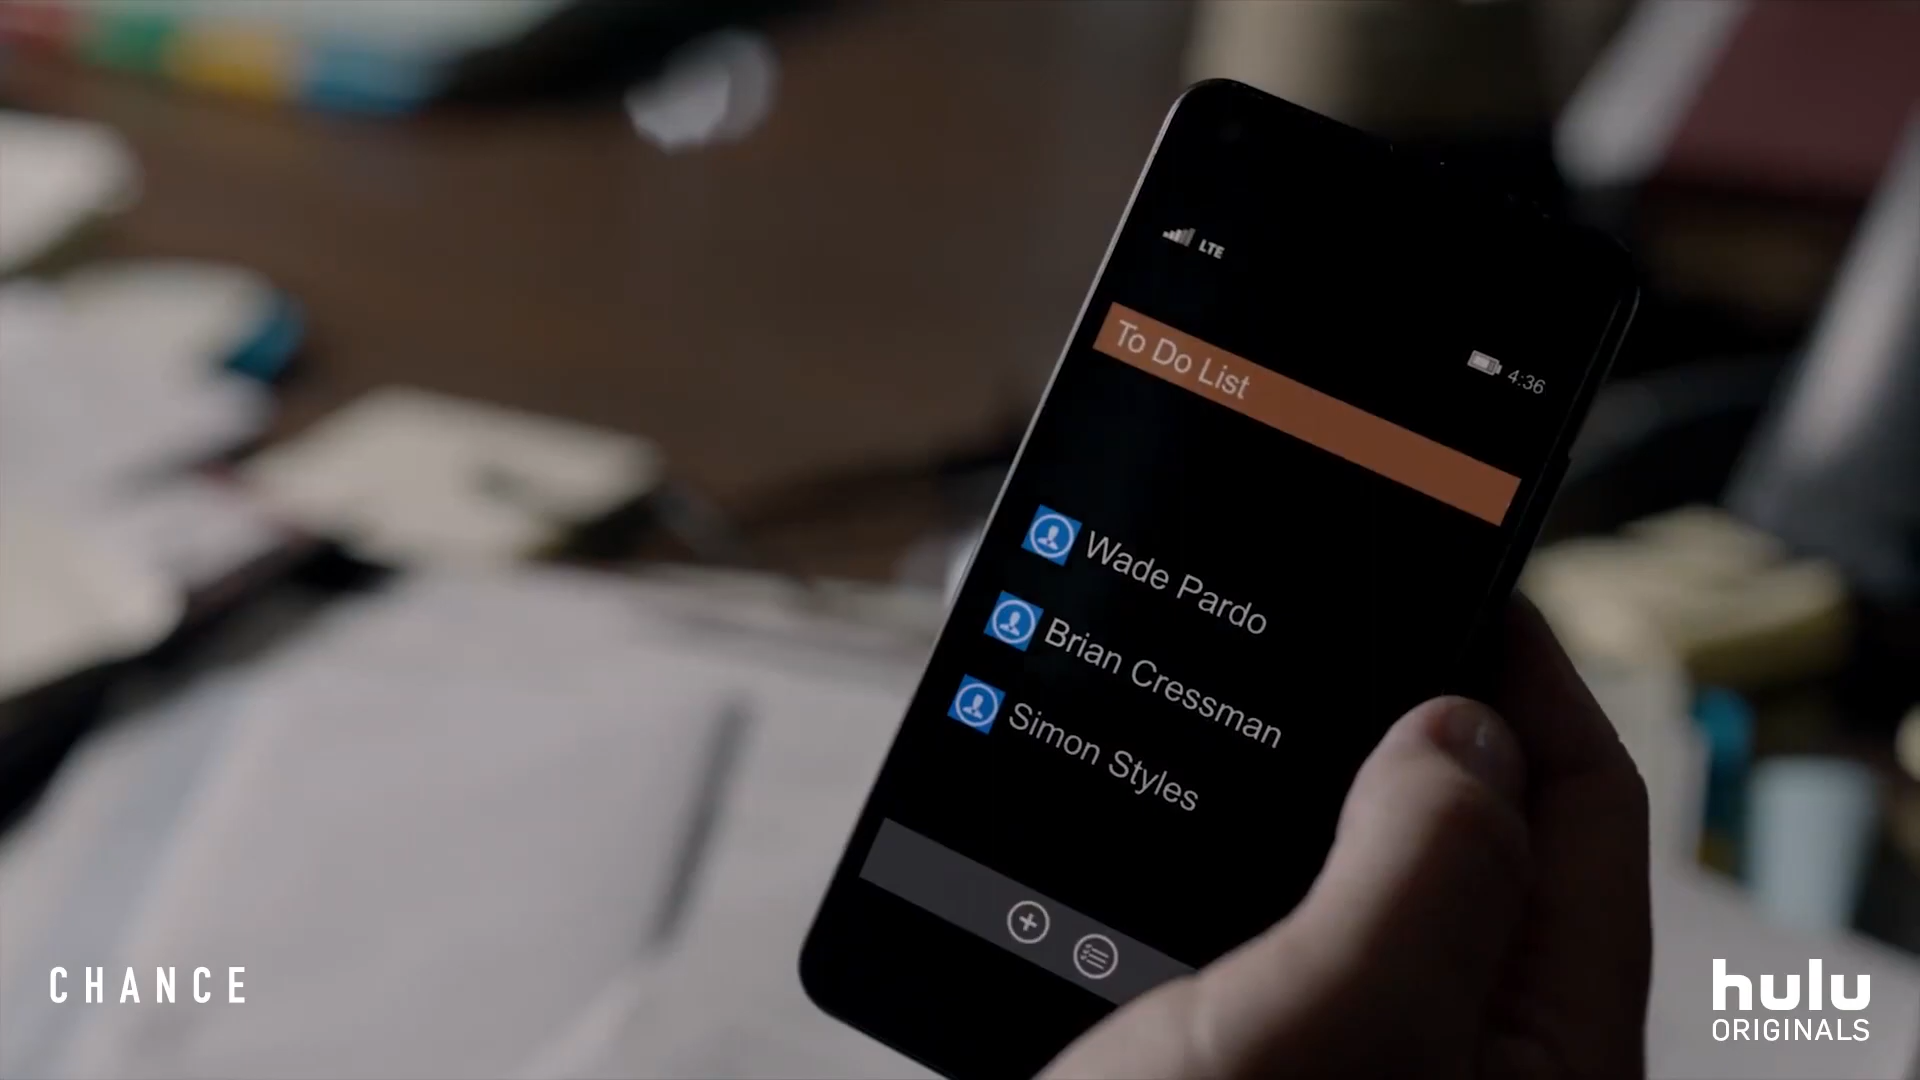 LTE
4:36
To Do List
Wade Pardo
Brian Cressman
Simon Styles
CHANCE
hulu
ORIGINALS